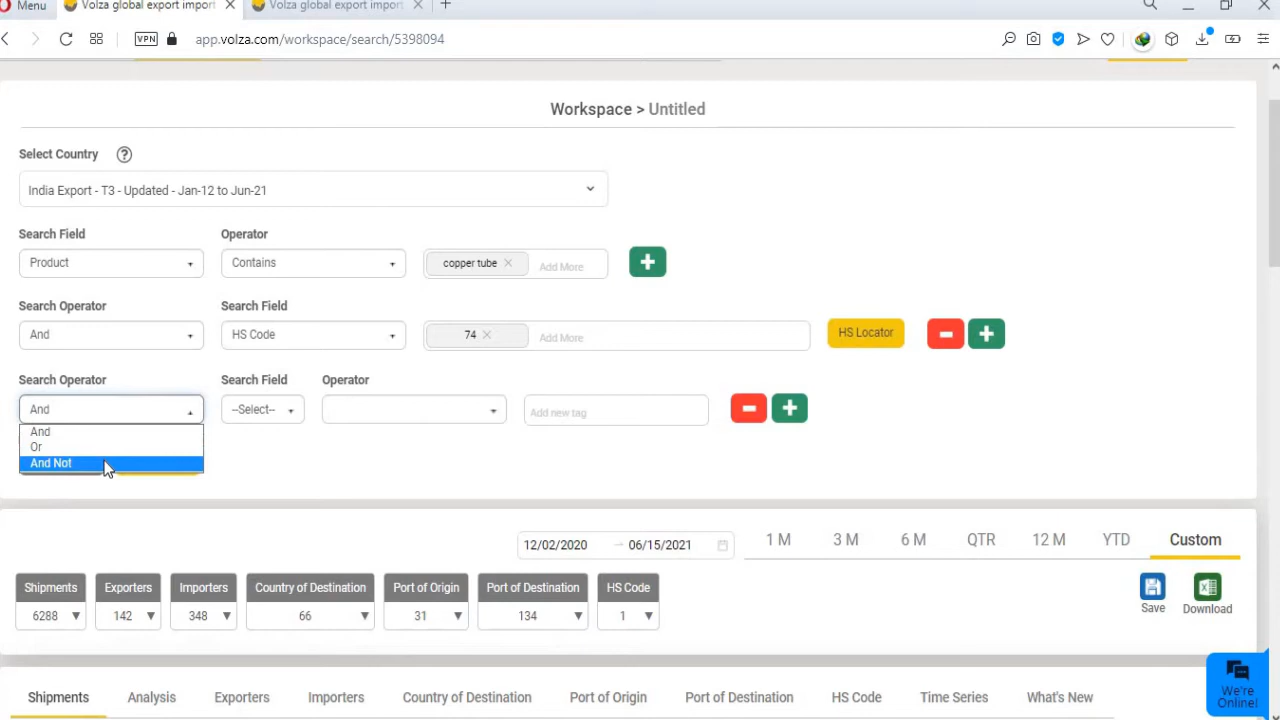 Menu
Volza global export import
Volza global export import
VPN
app.volza.com/workspace/search/5398094
Workspace > Untitled
Select Country ?
India Export - T3 - Updated - Jan-12 to Jun-21
Search Field Operator
Product Contains copper tube Add More
Search Operator Search Field
And HS Code 74 Add More HS Locator
Search Operator Search Field Operator
And --Select-- Add new tag
And
Or
And Not
12/02/2020 06/15/2021 1 M 3 M 6 M QTR 12 M YTD Custom
Shipments Exporters Importers Country of Destination Port of Origin Port of Destination HS Code
6288 142 348 66 31 134 1
Save Download
We're
Online!
Shipments Analysis Exporters Importers Country of Destination Port of Origin Port of Destination HS Code Time Series What's New